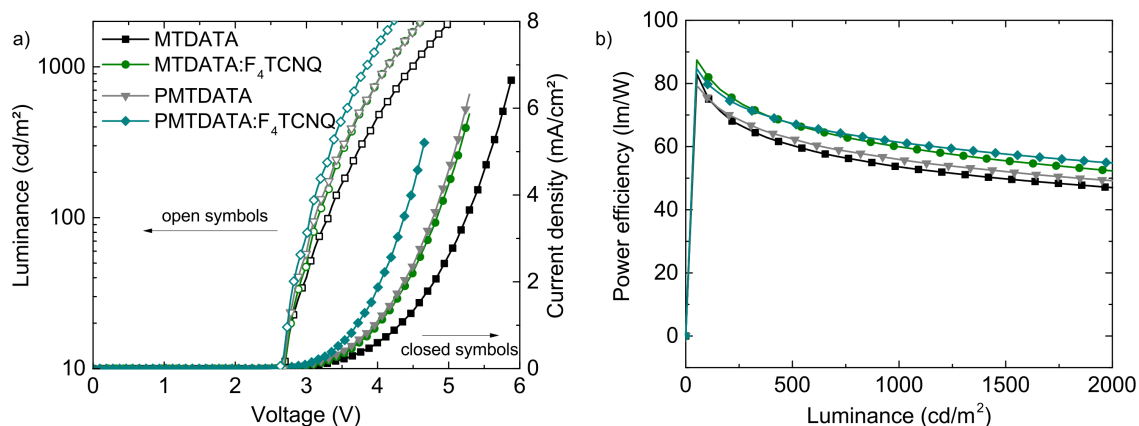 a)
MTDATA
MTDATA:F₄TCNQ
PMTDATA
PMTDATA:F₄TCNQ
open symbols
closed symbols
Luminance (cd/m²)
1000
100
10
Current density (mA/cm²)
8
6
4
2
0
0 1 2 3 4 5 6
Voltage (V)
b)
Power efficiency (lm/W)
100
80
60
40
20
0
0 500 1000 1500 2000
Luminance (cd/m²)